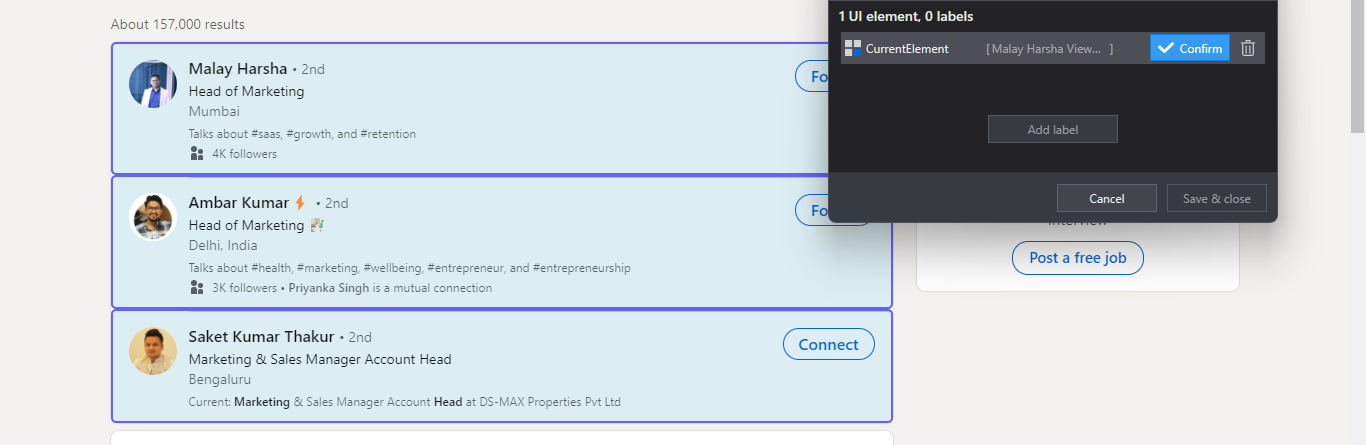 About 157,000 results
Malay Harsha • 2nd
Head of Marketing
Mumbai
Talks about #saas, #growth, and #retention
4K followers
Fo
Ambar Kumar • 2nd
Head of Marketing
Delhi, India
Talks about #health, #marketing, #wellbeing, #entrepreneur, and #entrepreneurship
3K followers • Priyanka Singh is a mutual connection
Saket Kumar Thakur • 2nd
Marketing & Sales Manager Account Head
Bengaluru
Current: Marketing & Sales Manager Account Head at DS-MAX Properties Pvt Ltd
Connect
1 UI element, 0 labels
CurrentElement [ Malay Harsha View... ] Confirm
Add label
Cancel Save & close
Post a free job